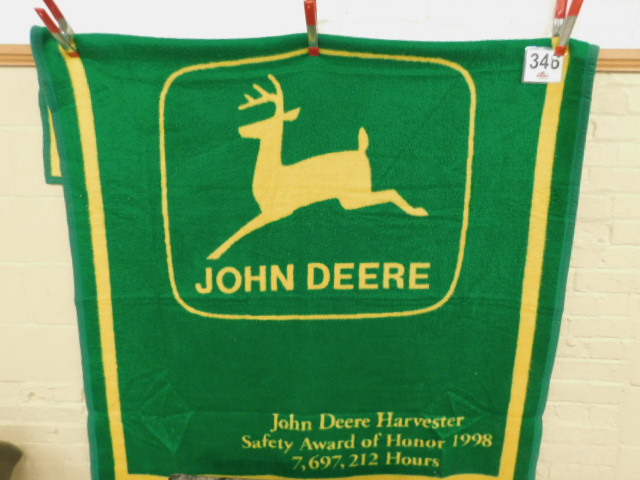 346
JOHN DEERE
John Deere Harvester
Safety Award of Honor 1998
7,697,212 Hours